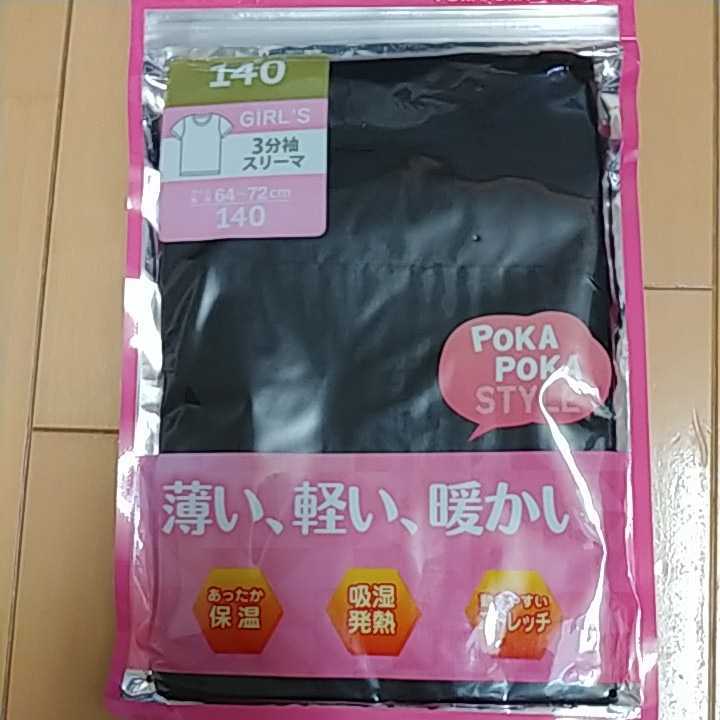 140
GIRL'S
3分袖
スリーマ
64~72cm
140
POKA
POKA
STYLE
薄い、軽い、暖かい
あったか
保温
吸湿
発熱